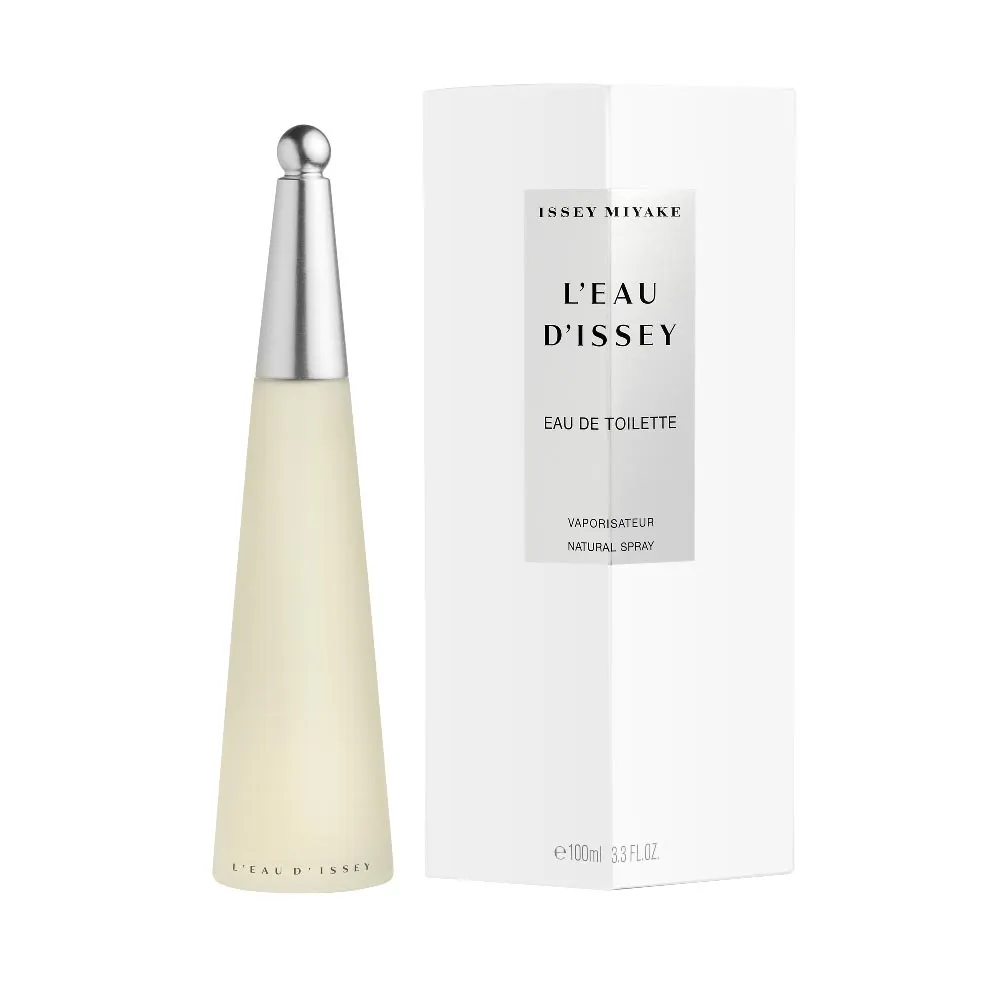 ISSEY MIYAKE
L'EAU
D'ISSEY
EAU DE TOILETTE
VAPORISATEUR
NATURAL SPRAY
℮100ml 3.3 FL.OZ.
L'EAU D'ISSEY